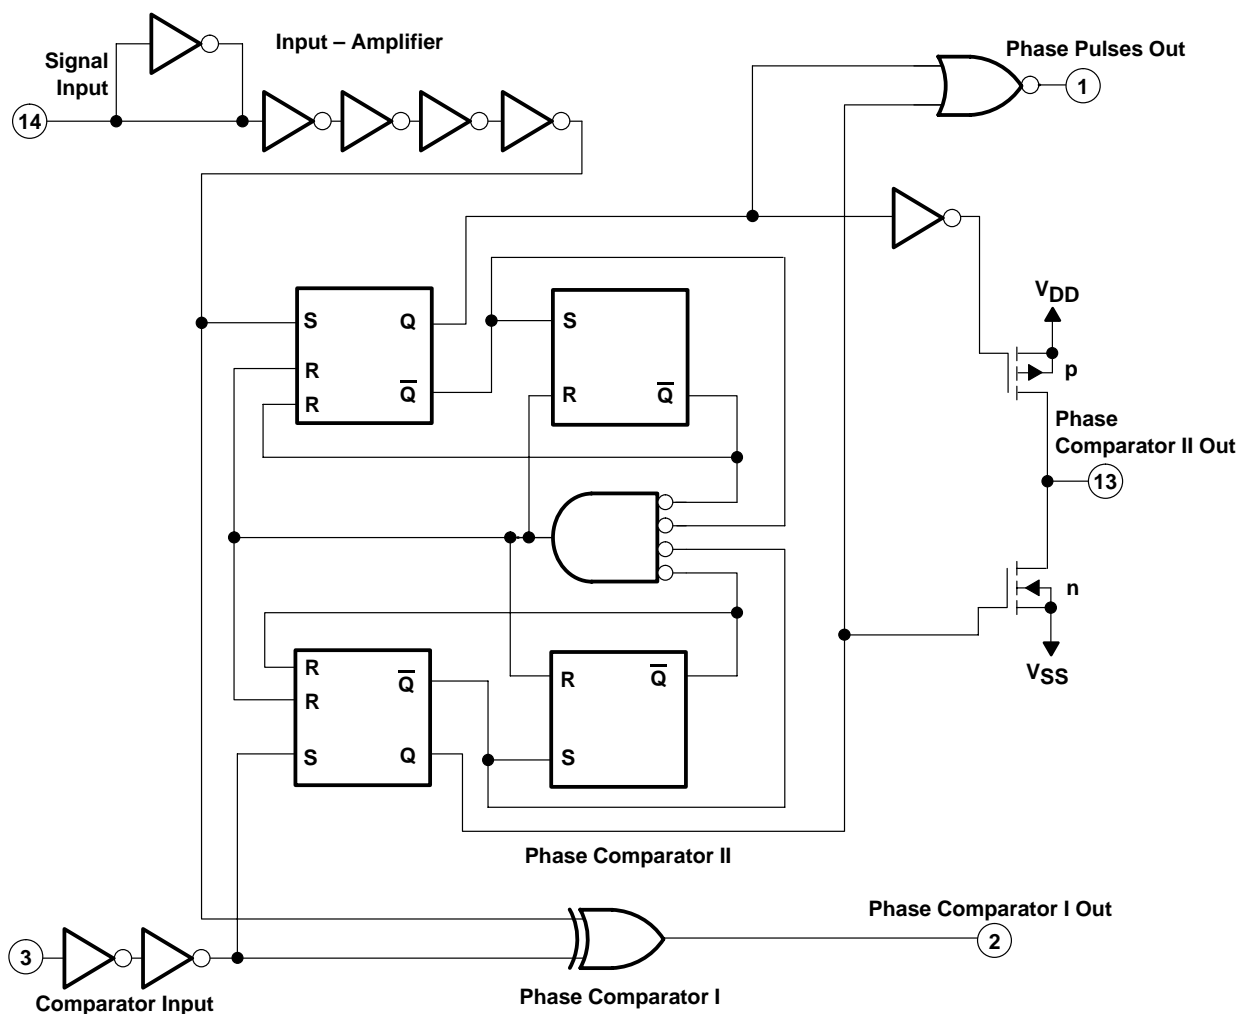 Input – Amplifier
Signal
Input
14
Phase Pulses Out
1
S
Q
R
Q̅
R
S
R
Q̅
VDD
p
Phase
Comparator II Out
13
n
VSS
R
Q̅
R
S
Q
R
Q̅
S
Phase Comparator II
3
Comparator Input
Phase Comparator I
Phase Comparator I Out
2